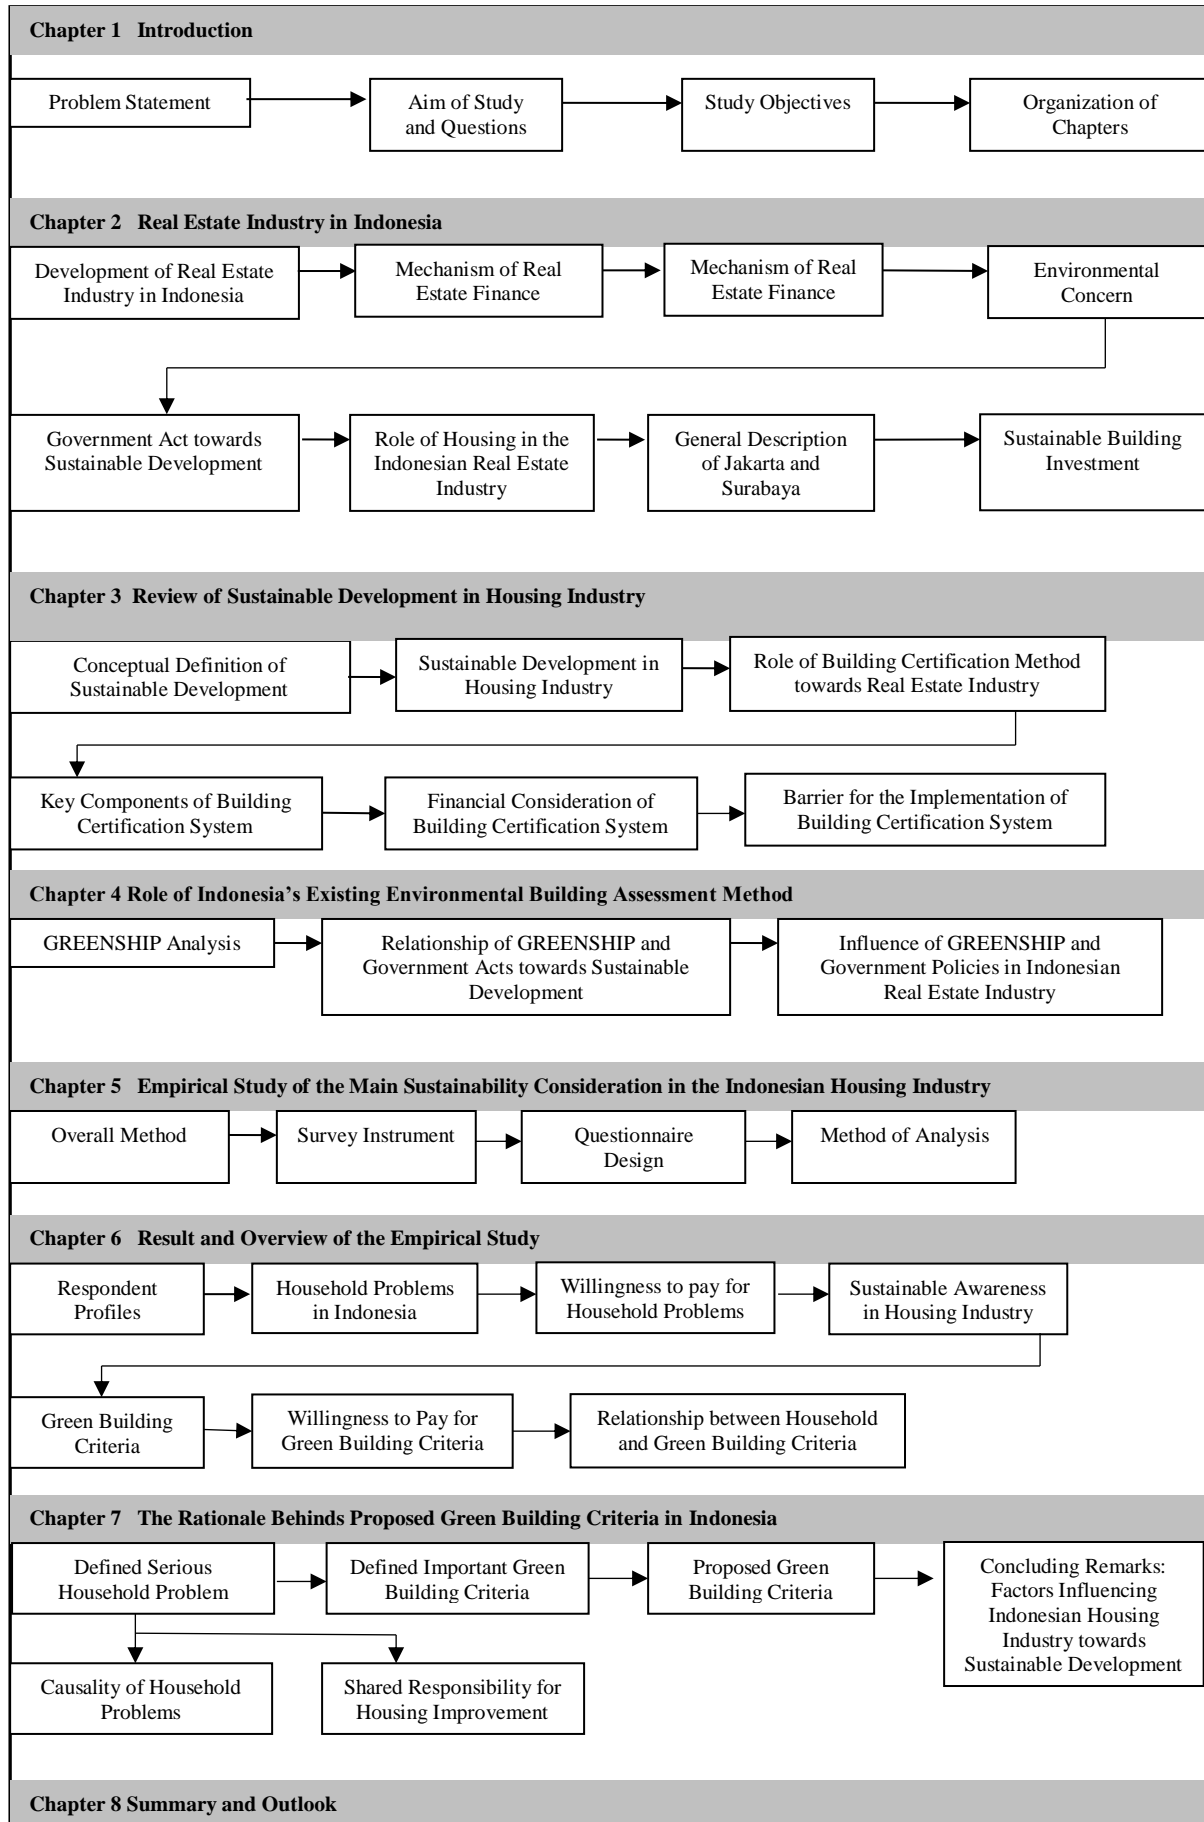 Chapter 1 Introduction
Problem Statement
Aim of Study
and Questions
Study Objectives
Organization of
Chapters
Chapter 2 Real Estate Industry in Indonesia
Development of Real Estate
Industry in Indonesia
Mechanism of Real
Estate Finance
Mechanism of Real
Estate Finance
Environmental
Concern
Government Act towards
Sustainable Development
Role of Housing in the
Indonesian Real Estate
Industry
General Description
of Jakarta and
Surabaya
Sustainable Building
Investment
Chapter 3 Review of Sustainable Development in Housing Industry
Conceptual Definition of
Sustainable Development
Sustainable Development in
Housing Industry
Role of Building Certification Method
towards Real Estate Industry
Key Components of Building
Certification System
Financial Consideration of
Building Certification System
Barrier for the Implementation of
Building Certification System
Chapter 4 Role of Indonesia's Existing Environmental Building Assessment Method
GREENSHIP Analysis
Relationship of GREENSHIP and
Government Acts towards Sustainable
Development
Influence of GREENSHIP and
Government Policies in Indonesian
Real Estate Industry
Chapter 5 Empirical Study of the Main Sustainability Consideration in the Indonesian Housing Industry
Overall Method
Survey Instrument
Questionnaire
Design
Method of Analysis
Chapter 6 Result and Overview of the Empirical Study
Respondent
Profiles
Household Problems
in Indonesia
Willingness to pay for
Household Problems
Sustainable Awareness
in Housing Industry
Green Building
Criteria
Willingness to Pay for
Green Building Criteria
Relationship between Household
and Green Building Criteria
Chapter 7 The Rationale Behinds Proposed Green Building Criteria in Indonesia
Defined Serious
Household Problem
Defined Important Green
Building Criteria
Proposed Green
Building Criteria
Concluding Remarks:
Factors Influencing
Indonesian Housing
Industry towards
Sustainable Development
Causality of Household
Problems
Shared Responsibility for
Housing Improvement
Chapter 8 Summary and Outlook